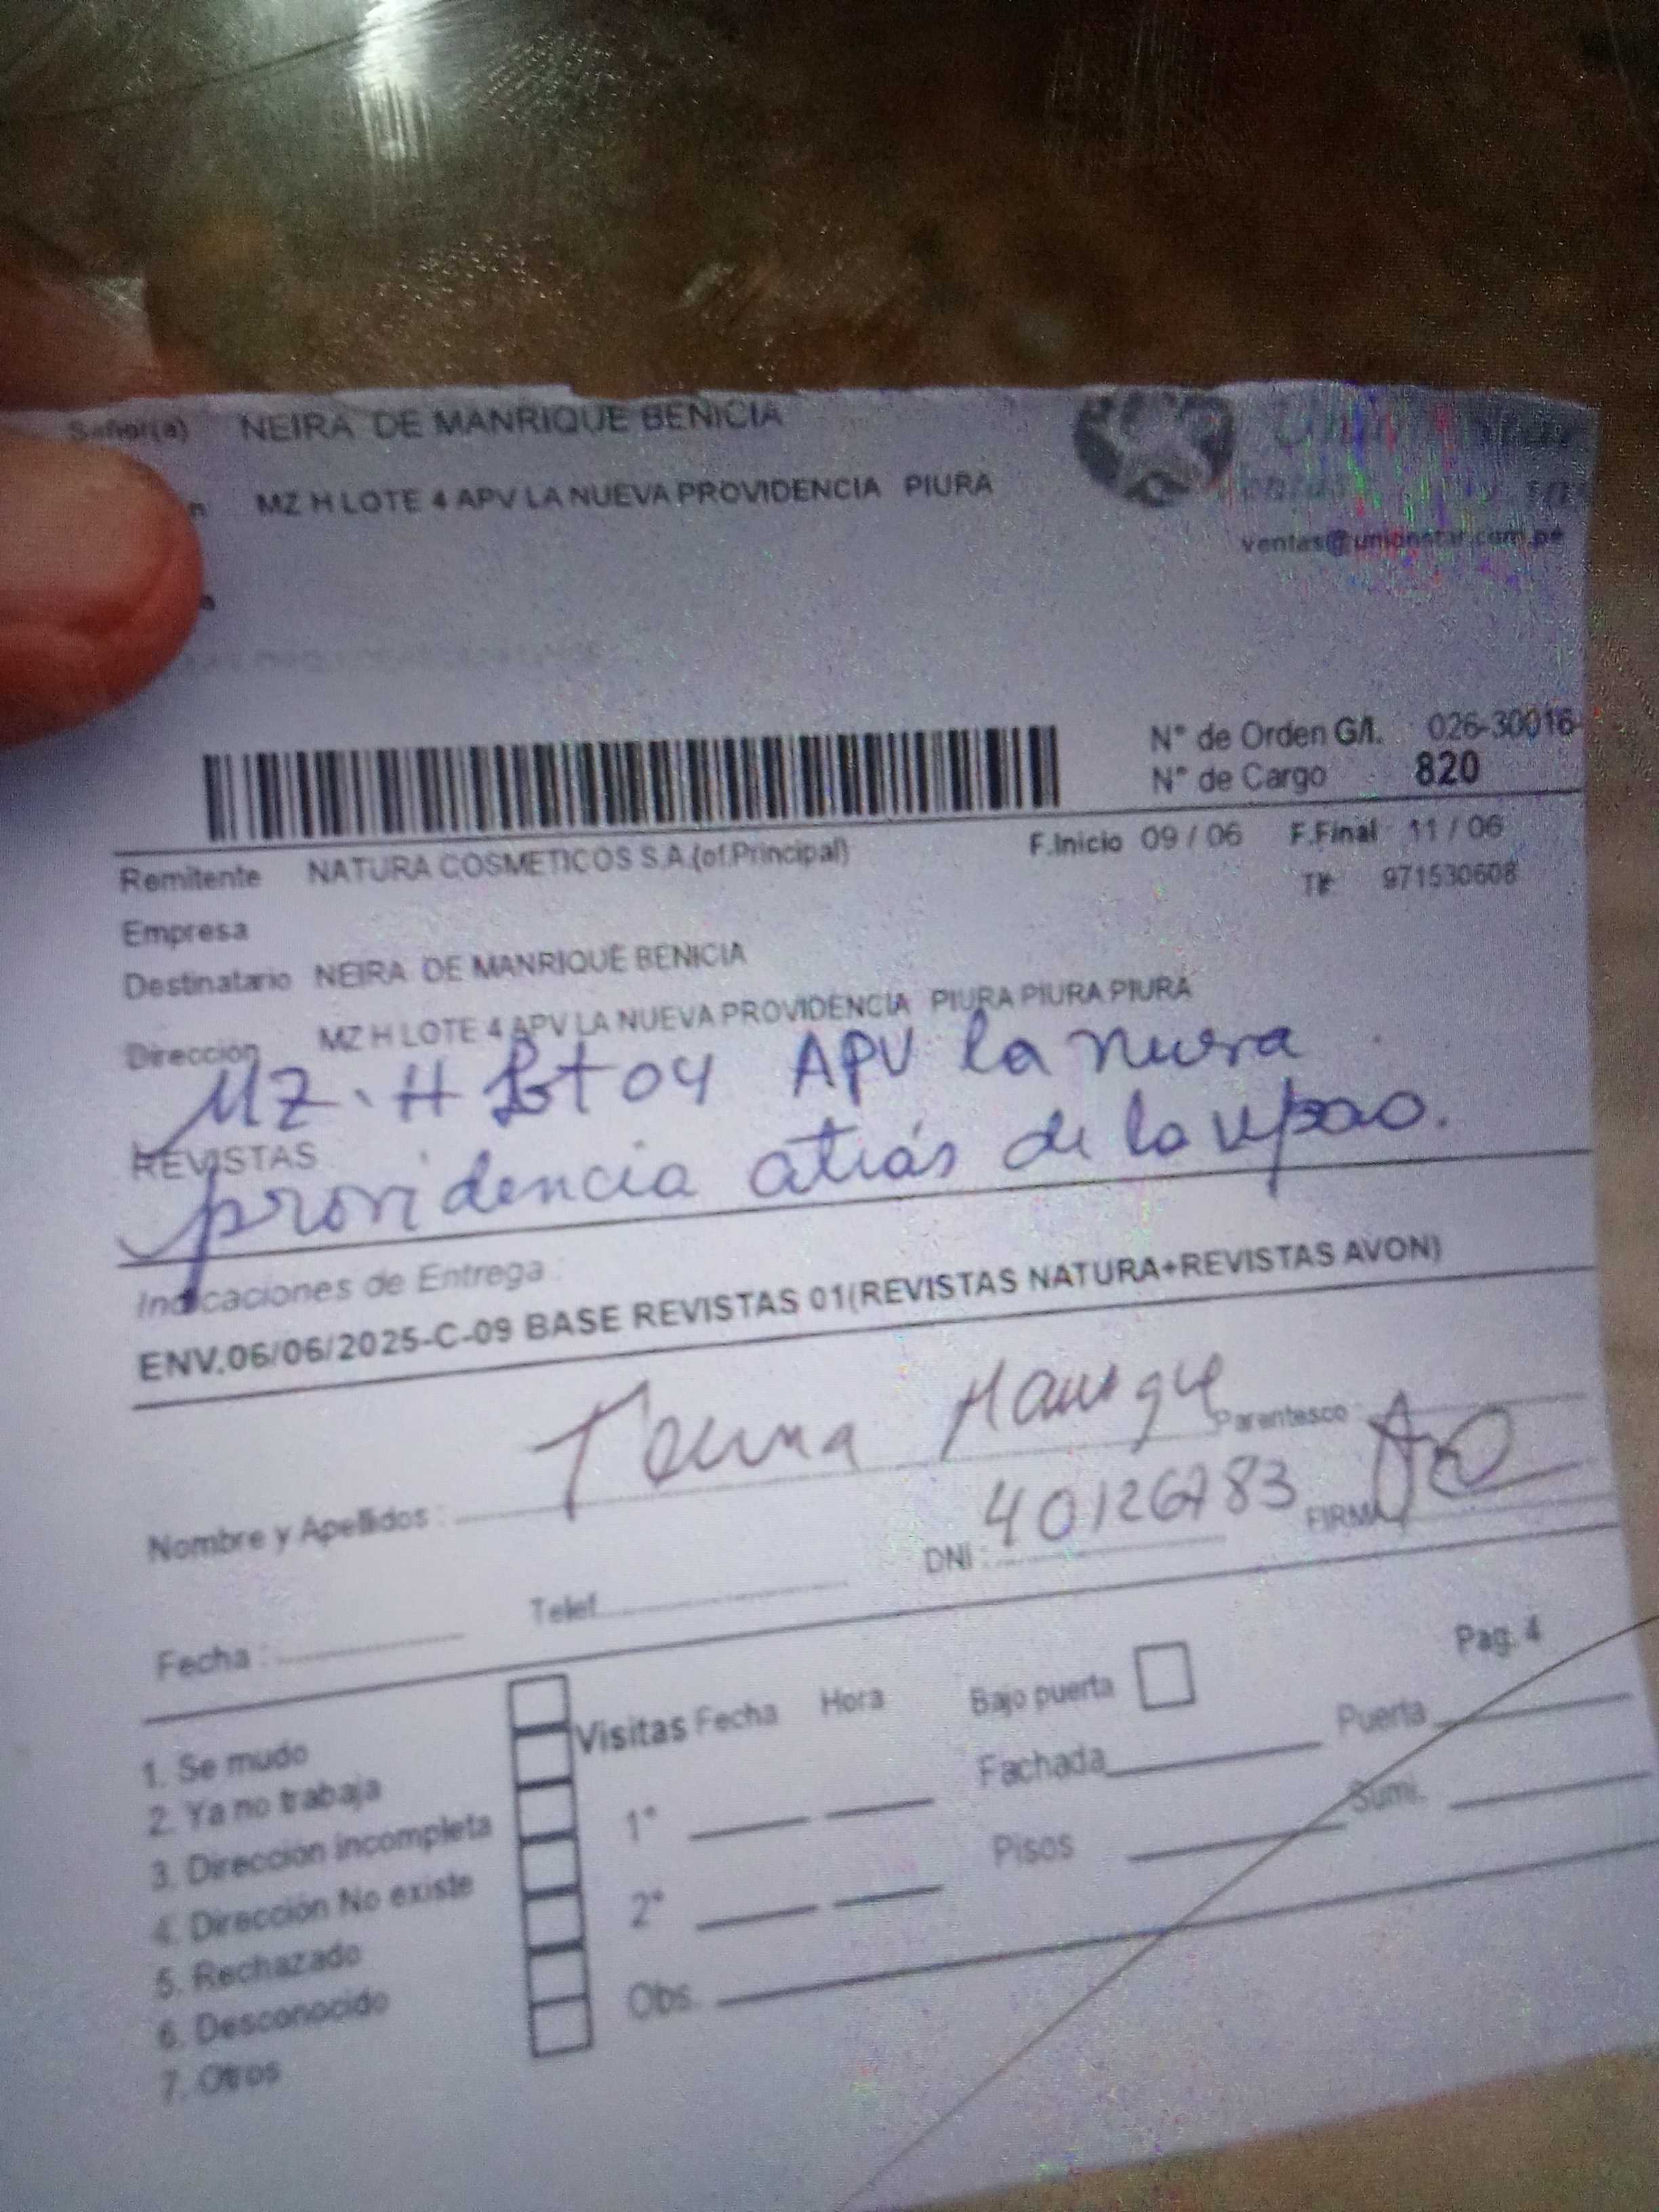 Señor(a) NEIRA DE MANRIQUE BENICIA
n MZ H LOTE 4 APV LA NUEVA PROVIDENCIA PIURA
ventas@unionstar.com.pe
N° de Orden G/I. 026-30016-
N° de Cargo 820
Remitente NATURA COSMETICOS S.A.(of.Principal) F.Inicio 09 / 06 F.Final 11 / 06
Tlf: 971530608
Empresa
Destinatario NEIRA DE MANRIQUE BENICIA
Dirección MZ H LOTE 4 APV LA NUEVA PROVIDENCIA PIURA PIURA PIURA
MZ. H Lot 04 APV la nueva
REVISTAS
providencia atrás de la upao.
Indicaciones de Entrega :
ENV.06/06/2025-C-09 BASE REVISTAS 01(REVISTAS NATURA+REVISTAS AVON)
Nombre y Apellidos : Manrique Parentesco :
DNI : FIRMA
Fecha : Telef.
Pag. 4
Visitas Fecha Hora Bajo puerta
1. Se mudo
2. Ya no trabaja
3. Dirección incompleta
4. Dirección No existe
5. Rechazado
6. Desconocido
7. Otros
1°
2°
Obs.
Fachada Puerta
Pisos Sumi.